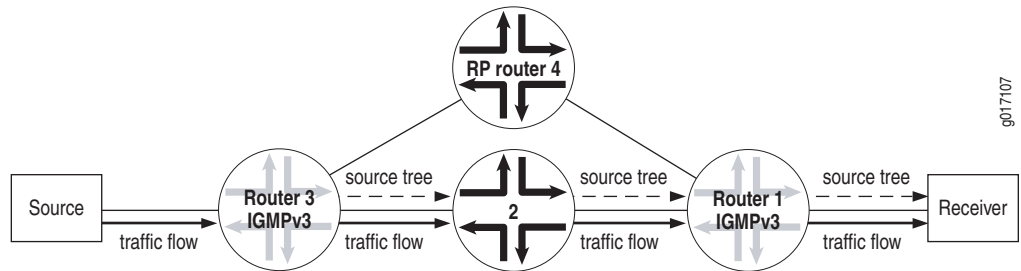 RP router 4
g017107
source tree
source tree
source tree
Source
Router 3
IGMPv3
2
Router 1
IGMPv3
Receiver
traffic flow
traffic flow
traffic flow
traffic flow